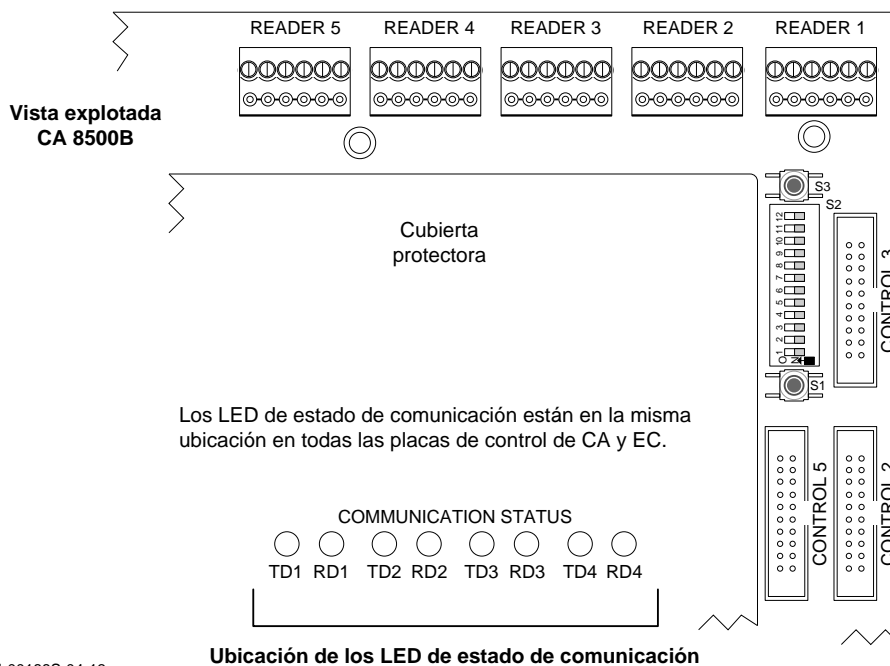 READER 5 READER 4 READER 3 READER 2 READER 1
Vista explotada
CA 8500B
S3
S2
Cubierta
protectora
12
11
10
9
8
7
6
5
4
3
2
1
ON
CONTROL 3
S1
Los LED de estado de comunicación están en la misma
ubicación en todas las placas de control de CA y EC.
CONTROL 5
CONTROL 2
COMMUNICATION STATUS
TD1 RD1 TD2 RD2 TD3 RD3 TD4 RD4
Ubicación de los LED de estado de comunicación